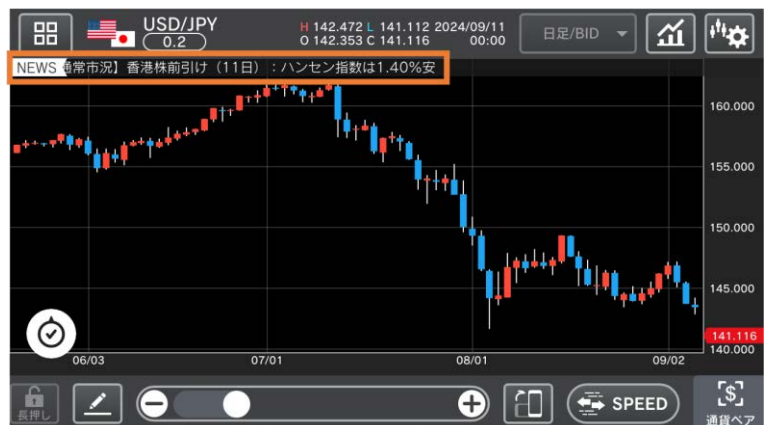 USD/JPY
0.2
H 142.472 L 141.112 2024/09/11
O 142.353 C 141.116 00:00
日足/BID
NEWS 通常市況】香港株前引け（11日）：ハンセン指数は1.40%安
160.000
155.000
150.000
145.000
141.116
140.000
06/03 07/01 08/01 09/02
長押し
SPEED
[$]
通貨ペア